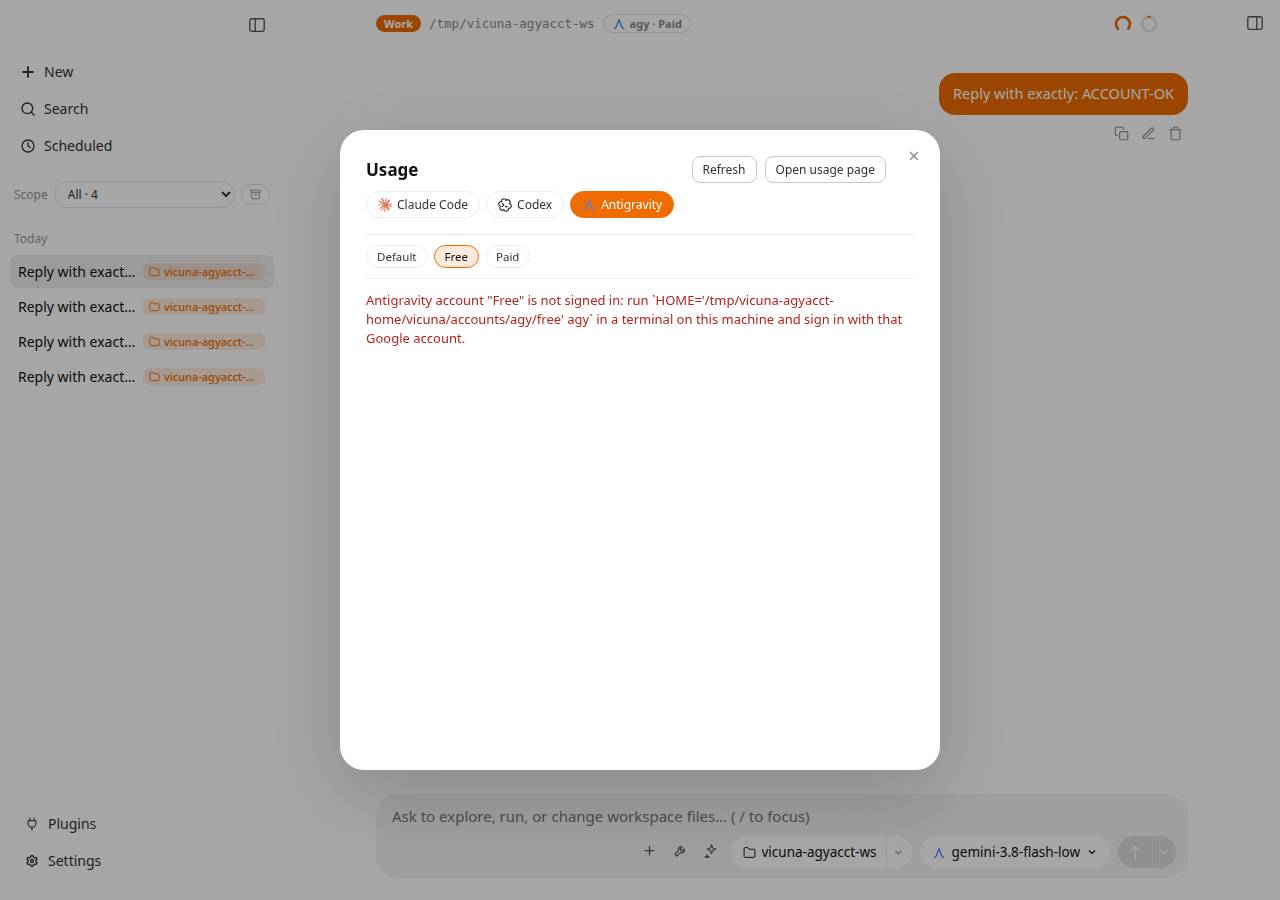 Work /tmp/vicuna-agyacct-ws agy · Paid
New
Search
Scheduled
Scope All · 4
Today
Reply with exact... vicuna-agyacct-...
Reply with exact... vicuna-agyacct-...
Reply with exact... vicuna-agyacct-...
Reply with exact... vicuna-agyacct-...
Plugins
Settings
Reply with exactly: ACCOUNT-OK
Usage
Refresh Open usage page
Claude Code Codex Antigravity
Default Free Paid
Antigravity account "Free" is not signed in: run `HOME='/tmp/vicuna-agyacct-
home/vicuna/accounts/agy/free' agy` in a terminal on this machine and sign in with that
Google account.
Ask to explore, run, or change workspace files... ( / to focus)
vicuna-agyacct-ws gemini-3.8-flash-low